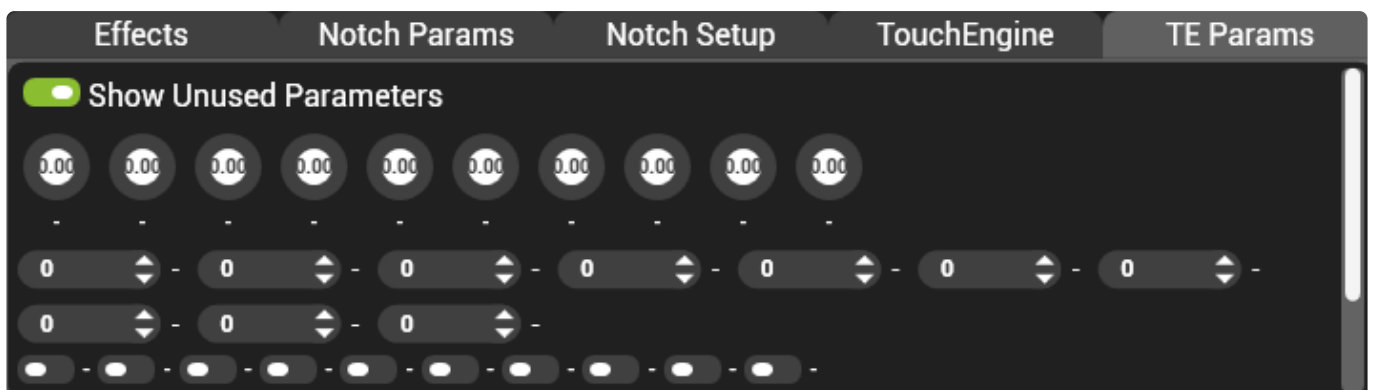 Effects Notch Params Notch Setup TouchEngine TE Params
Show Unused Parameters
0.00 0.00 0.00 0.00 0.00 0.00 0.00 0.00 0.00 0.00
- - - - - - - - - -
0 - 0 - 0 - 0 - 0 - 0 - 0 -
0 - 0 - 0 -
- - - - - - - - - -